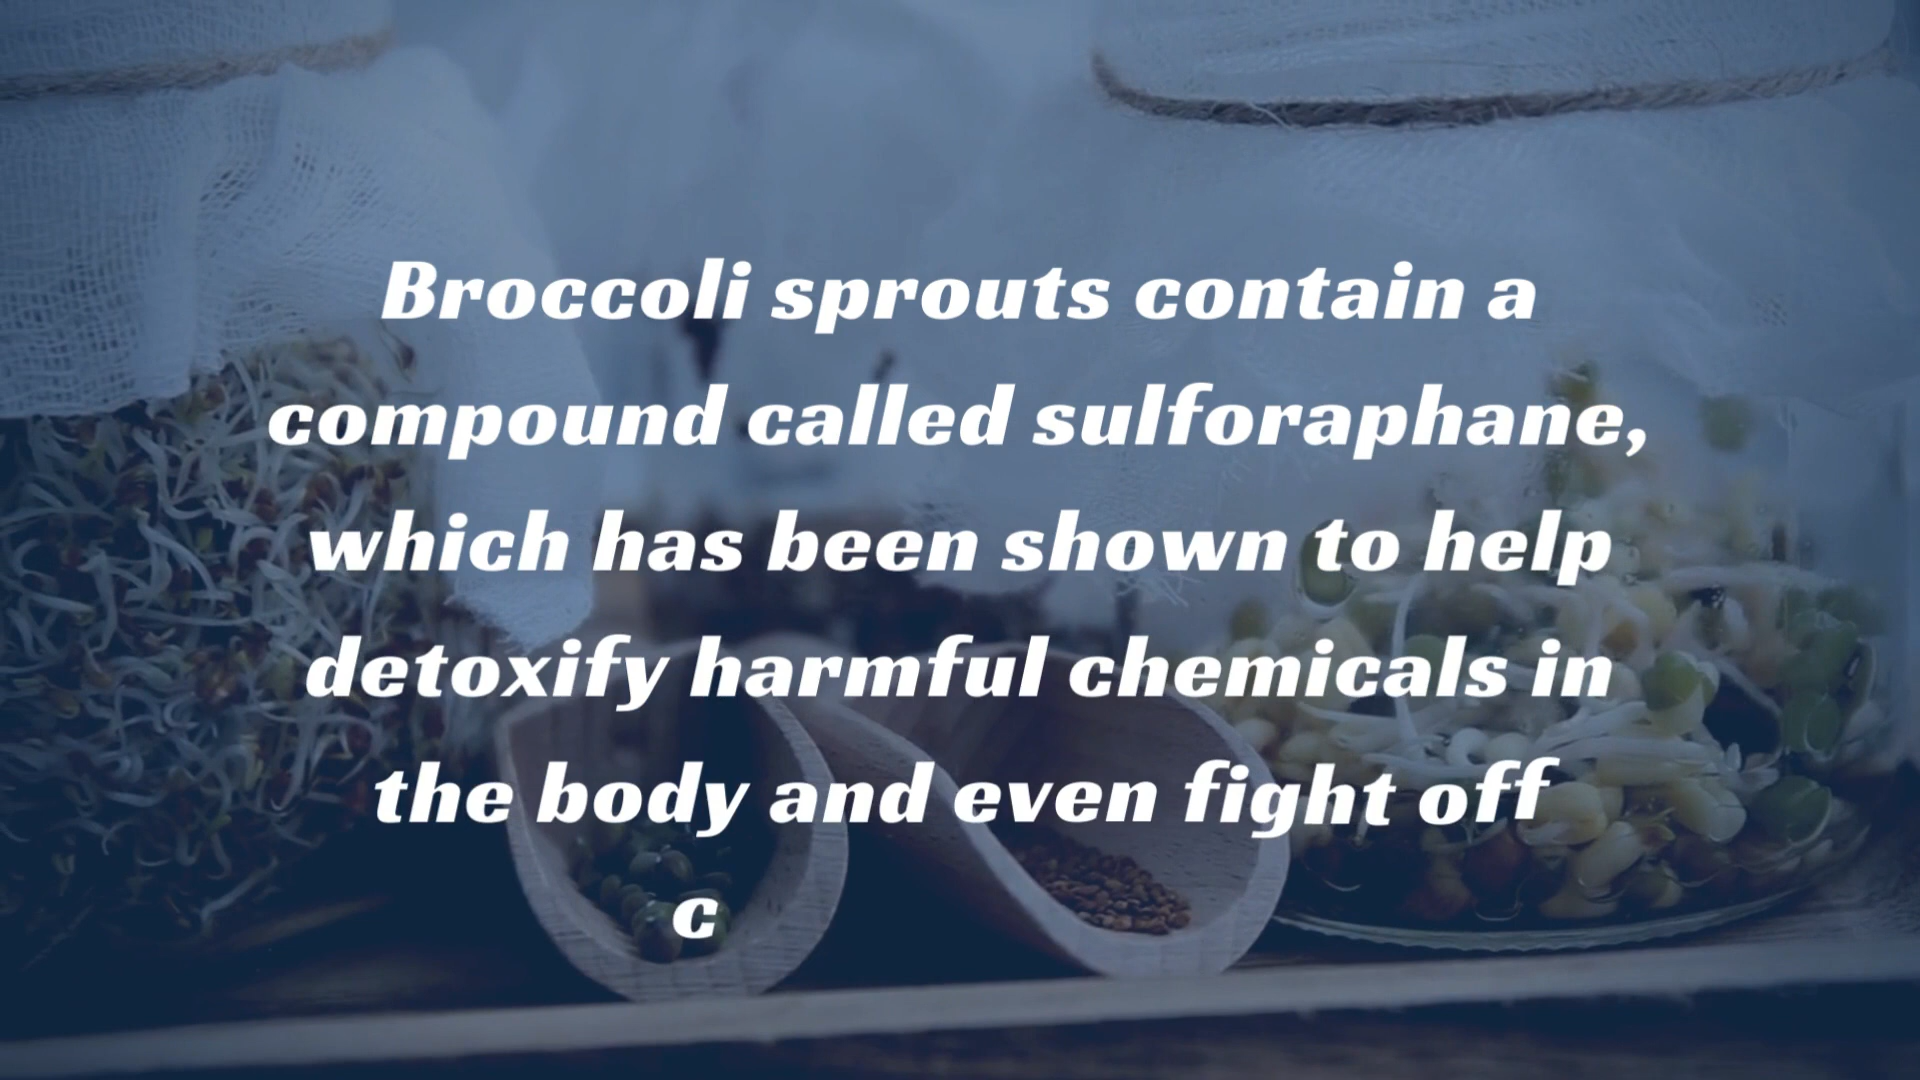 Broccoli sprouts contain a
compound called sulforaphane,
which has been shown to help
detoxify harmful chemicals in
the body and even fight off
c